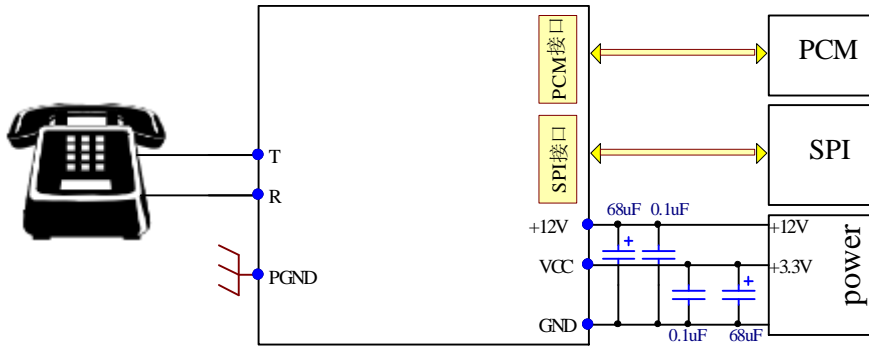 PCM接口
PCM
SPI接口
SPI
T
R
PGND
68uF
0.1uF
+12V
+12V
VCC
+3.3V
power
GND
0.1uF
68uF